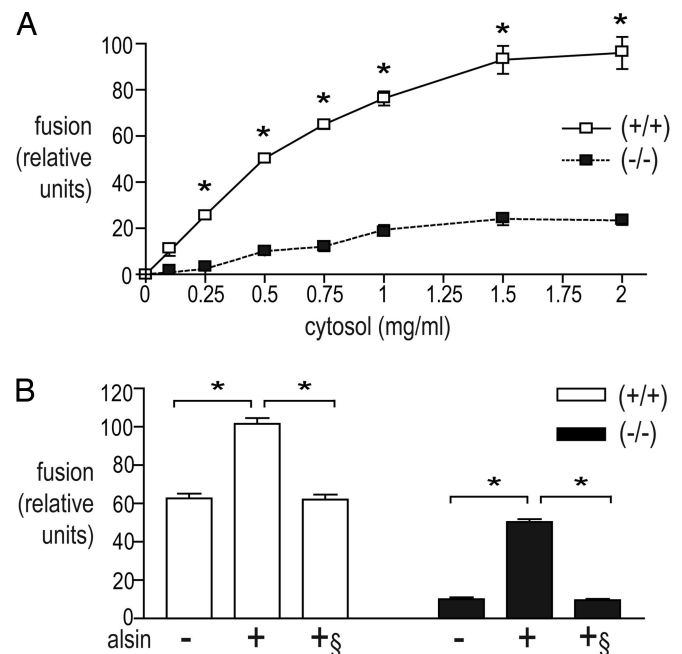 A
* * * * * * *
100
80
60
40
20
0
fusion
(relative
units)
(+/+)
(-/-)
0 0.25 0.5 0.75 1 1.25 1.5 1.75 2
cytosol (mg/ml)
B
120
100
80
60
40
20
0
fusion
(relative
units)
* *
* *
(+/+)
(-/-)
alsin - + +§ - + +§